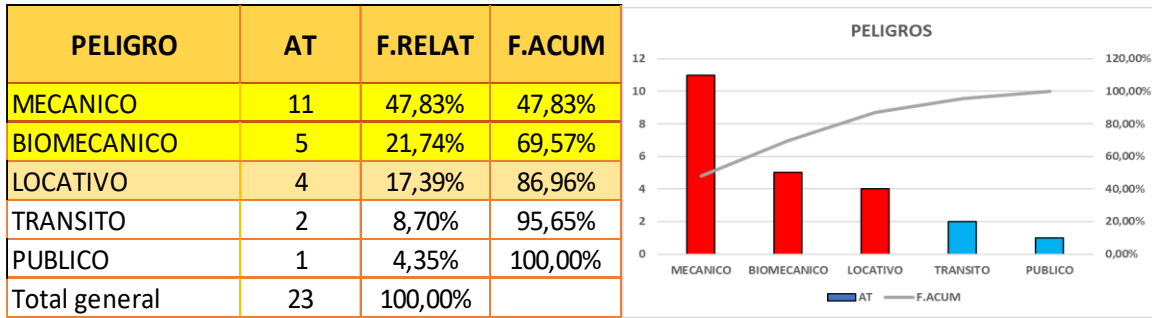 PELIGRO AT F.RELAT F.ACUM
MECANICO 11 47,83% 47,83%
BIOMECANICO 5 21,74% 69,57%
LOCATIVO 4 17,39% 86,96%
TRANSITO 2 8,70% 95,65%
PUBLICO 1 4,35% 100,00%
Total general 23 100,00%
PELIGROS
12 120,00%
10 100,00%
8 80,00%
6 60,00%
4 40,00%
2 20,00%
0 0,00%
MECANICO BIOMECANICO LOCATIVO TRANSITO PUBLICO
AT F.ACUM